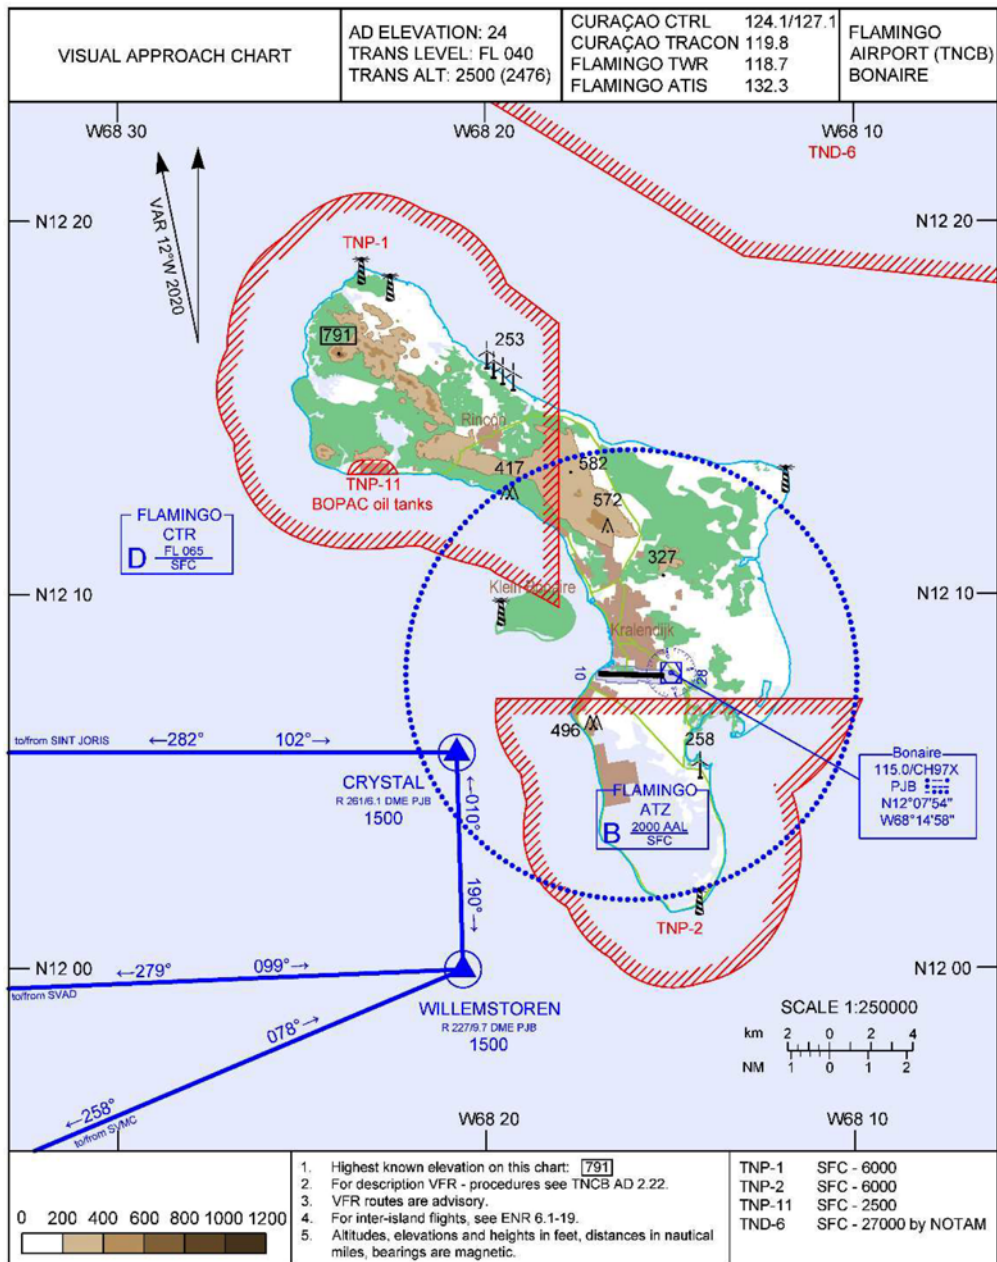 VISUAL APPROACH CHART
AD ELEVATION: 24
TRANS LEVEL: FL 040
TRANS ALT: 2500 (2476)
CURAÇAO CTRL 124.1/127.1
CURAÇAO TRACON 119.8
FLAMINGO TWR 118.7
FLAMINGO ATIS 132.3
FLAMINGO
AIRPORT (TNCB)
BONAIRE
W68 30
W68 20
W68 10
TND-6
N12 20
N12 20
VAR 12°W 2020
TNP-1
791
253
Rincón
417
582
TNP-11
BOPAC oil tanks
572
FLAMINGO
CTR
D FL 065
SFC
327
N12 10
Klein Bonaire
N12 10
Kralendijk
10
28
to/from SINT JORIS
←282°
102°→
496
258
CRYSTAL
R 261/6.1 DME PJB
1500
←010°
190°→
FLAMINGO
ATZ
B 2000 AAL
SFC
Bonaire
115.0/CH97X
PJB
N12°07'54"
W68°14'58"
TNP-2
N12 00
N12 00
←279°
099°→
to/from SVAD
WILLEMSTOREN
R 227/9.7 DME PJB
1500
078°→
←258°
to/from SVMC
SCALE 1:250000
km 2 0 2 4
NM 1 0 1 2
W68 20
W68 10
0 200 400 600 800 1000 1200
1. Highest known elevation on this chart: 791
2. For description VFR - procedures see TNCB AD 2.22.
3. VFR routes are advisory.
4. For inter-island flights, see ENR 6.1-19.
5. Altitudes, elevations and heights in feet, distances in nautical
miles, bearings are magnetic.
TNP-1 SFC - 6000
TNP-2 SFC - 6000
TNP-11 SFC - 2500
TND-6 SFC - 27000 by NOTAM